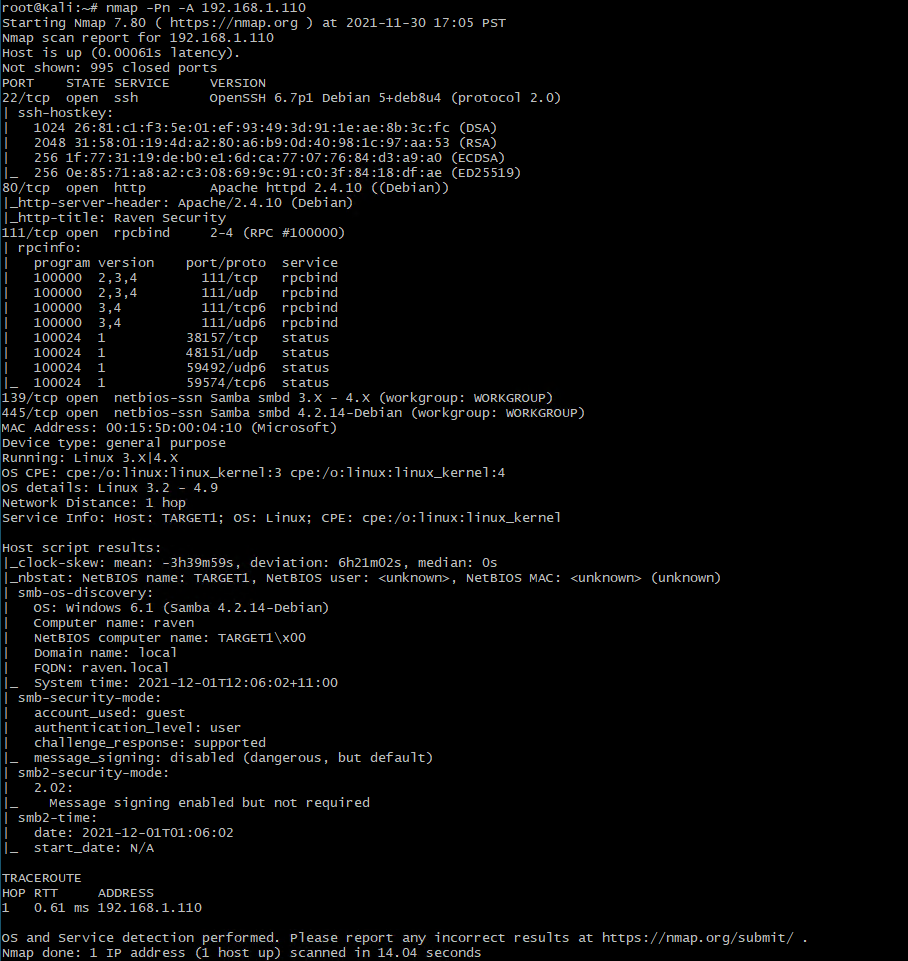 root@Kali:~# nmap -Pn -A 192.168.1.110
Starting Nmap 7.80 ( https://nmap.org ) at 2021-11-30 17:05 PST
Nmap scan report for 192.168.1.110
Host is up (0.00061s latency).
Not shown: 995 closed ports
PORT    STATE SERVICE     VERSION
22/tcp  open  ssh         OpenSSH 6.7p1 Debian 5+deb8u4 (protocol 2.0)
| ssh-hostkey:
|   1024 26:81:c1:f3:5e:01:ef:93:49:3d:91:1e:ae:8b:3c:fc (DSA)
|   2048 31:58:01:19:4d:a2:80:a6:b9:0d:40:98:1c:97:aa:53 (RSA)
|   256 1f:77:31:19:de:b0:e1:6d:ca:77:07:76:84:d3:a9:a0 (ECDSA)
|_  256 0e:85:71:a8:a2:c3:08:69:9c:91:c0:3f:84:18:df:ae (ED25519)
80/tcp  open  http        Apache httpd 2.4.10 ((Debian))
|_http-server-header: Apache/2.4.10 (Debian)
|_http-title: Raven Security
111/tcp open  rpcbind     2-4 (RPC #100000)
| rpcinfo:
|   program version    port/proto  service
|   100000  2,3,4        111/tcp   rpcbind
|   100000  2,3,4        111/udp   rpcbind
|   100000  3,4          111/tcp6  rpcbind
|   100000  3,4          111/udp6  rpcbind
|   100024  1          38157/tcp   status
|   100024  1          48151/udp   status
|   100024  1          59492/udp6  status
|_  100024  1          59574/tcp6  status
139/tcp open  netbios-ssn Samba smbd 3.X - 4.X (workgroup: WORKGROUP)
445/tcp open  netbios-ssn Samba smbd 4.2.14-Debian (workgroup: WORKGROUP)
MAC Address: 00:15:5D:00:04:10 (Microsoft)
Device type: general purpose
Running: Linux 3.X|4.X
OS CPE: cpe:/o:linux:linux_kernel:3 cpe:/o:linux:linux_kernel:4
OS details: Linux 3.2 - 4.9
Network Distance: 1 hop
Service Info: Host: TARGET1; OS: Linux; CPE: cpe:/o:linux:linux_kernel

Host script results:
|_clock-skew: mean: -3h39m59s, deviation: 6h21m02s, median: 0s
|_nbstat: NetBIOS name: TARGET1, NetBIOS user: <unknown>, NetBIOS MAC: <unknown> (unknown)
| smb-os-discovery:
|   OS: Windows 6.1 (Samba 4.2.14-Debian)
|   Computer name: raven
|   NetBIOS computer name: TARGET1\x00
|   Domain name: local
|   FQDN: raven.local
|_  System time: 2021-12-01T12:06:02+11:00
| smb-security-mode:
|   account_used: guest
|   authentication_level: user
|   challenge_response: supported
|_  message_signing: disabled (dangerous, but default)
| smb2-security-mode:
|   2.02:
|_    Message signing enabled but not required
| smb2-time:
|   date: 2021-12-01T01:06:02
|_  start_date: N/A

TRACEROUTE
HOP RTT     ADDRESS
1   0.61 ms 192.168.1.110

OS and Service detection performed. Please report any incorrect results at https://nmap.org/submit/ .
Nmap done: 1 IP address (1 host up) scanned in 14.04 seconds